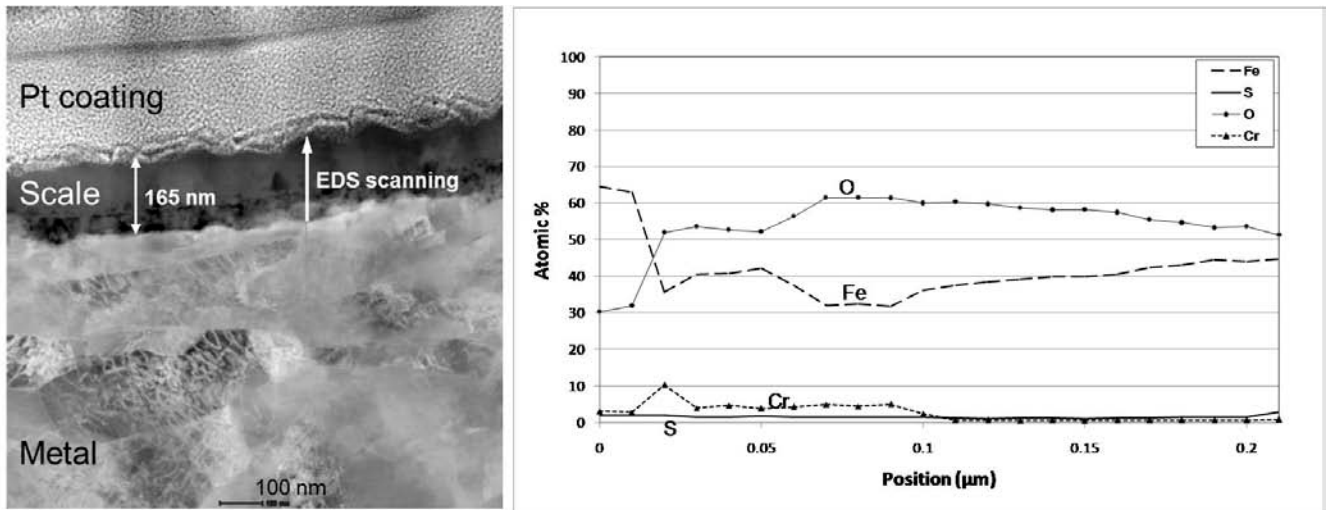 Pt coating
Scale
165 nm
EDS scanning
Metal
100 nm
100
90
80
70
60
50
40
30
20
10
0
Atomic %
0
0.05
0.1
0.15
0.2
Position (µm)
Fe
S
O
Cr
O
Fe
Cr
S